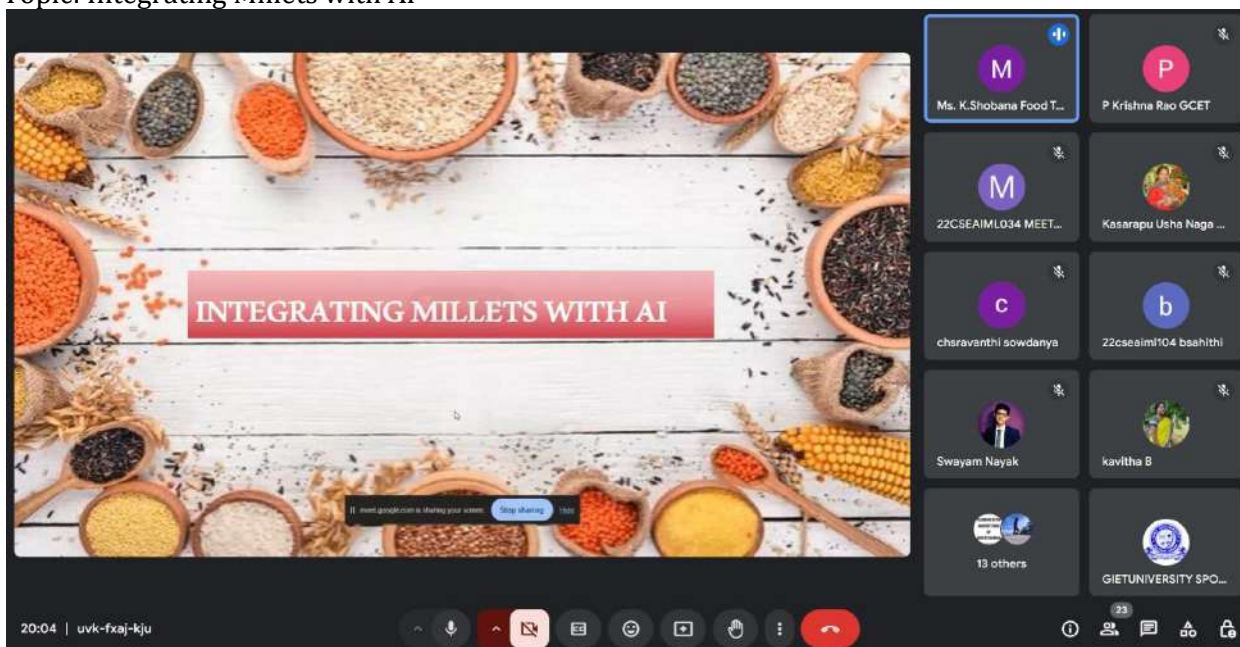 Topic: Integrating Millets with AI
INTEGRATING MILLETS WITH AI
meet.google.com is sharing your screen.
Stop sharing
Hide
M
Ms. K.Shobana Food T...
P
P Krishna Rao GCET
M
22CSEAIML034 MEET...
Kasarapu Usha Naga ...
c
chsravanthi sowdanya
b
22cseaiml104 bsahithi
Swayam Nayak
kavitha B
13 others
GIETUNIVERSITY SPO...
20:04 | uvk-fxaj-kju
23